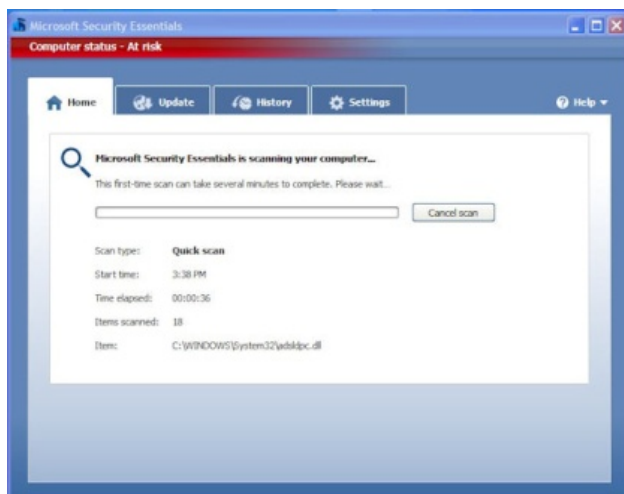 Microsoft Security Essentials
Computer status - At risk
Home
Update
History
Settings
Help
Microsoft Security Essentials is scanning your computer...
This first-time scan can take several minutes to complete. Please wait...
Cancel scan
Scan type: Quick scan
Start time: 3:38 PM
Time elapsed: 00:00:36
Items scanned: 18
Item: C:\WINDOWS\System32\adsldpc.dll